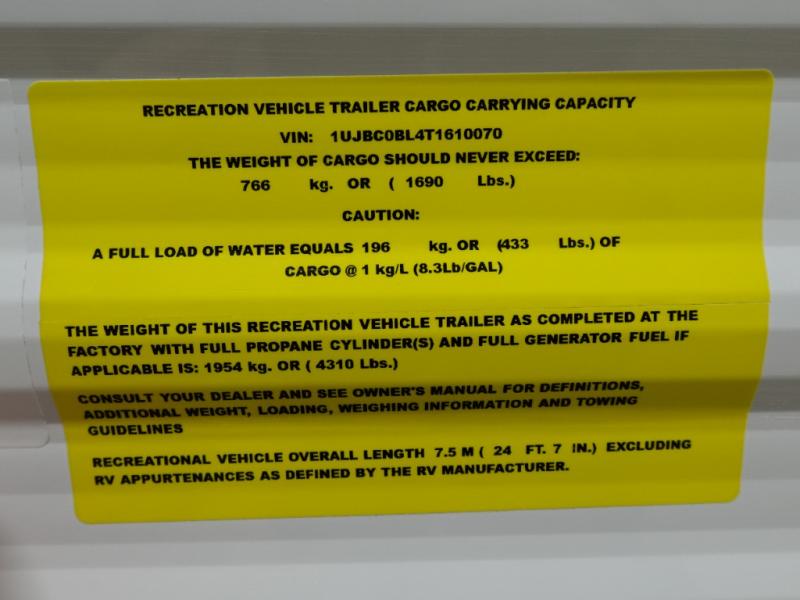 RECREATION VEHICLE TRAILER CARGO CARRYING CAPACITY
VIN: 1UJBC0BL4T1610070
THE WEIGHT OF CARGO SHOULD NEVER EXCEED:
766 kg. OR ( 1690 Lbs.)
CAUTION:
A FULL LOAD OF WATER EQUALS 196 kg. OR (433 Lbs.) OF
CARGO @ 1 kg/L (8.3Lb/GAL)
THE WEIGHT OF THIS RECREATION VEHICLE TRAILER AS COMPLETED AT THE
FACTORY WITH FULL PROPANE CYLINDER(S) AND FULL GENERATOR FUEL IF
APPLICABLE IS: 1954 kg. OR ( 4310 Lbs.)
CONSULT YOUR DEALER AND SEE OWNER'S MANUAL FOR DEFINITIONS,
ADDITIONAL WEIGHT, LOADING, WEIGHING INFORMATION AND TOWING
GUIDELINES
RECREATIONAL VEHICLE OVERALL LENGTH 7.5 M ( 24 FT. 7 IN.) EXCLUDING
RV APPURTENANCES AS DEFINED BY THE RV MANUFACTURER.